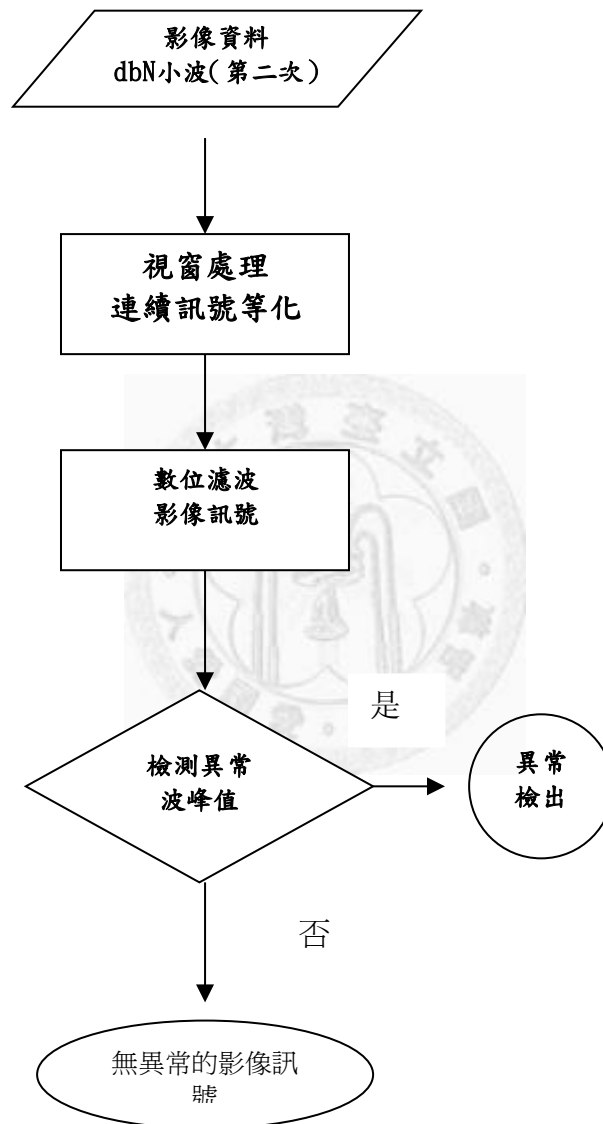 影像資料
dbN小波(第二次)
視窗處理
連續訊號等化
數位濾波
影像訊號
是
檢測異常
波峰值
異常
檢出
否
無異常的影像訊
號